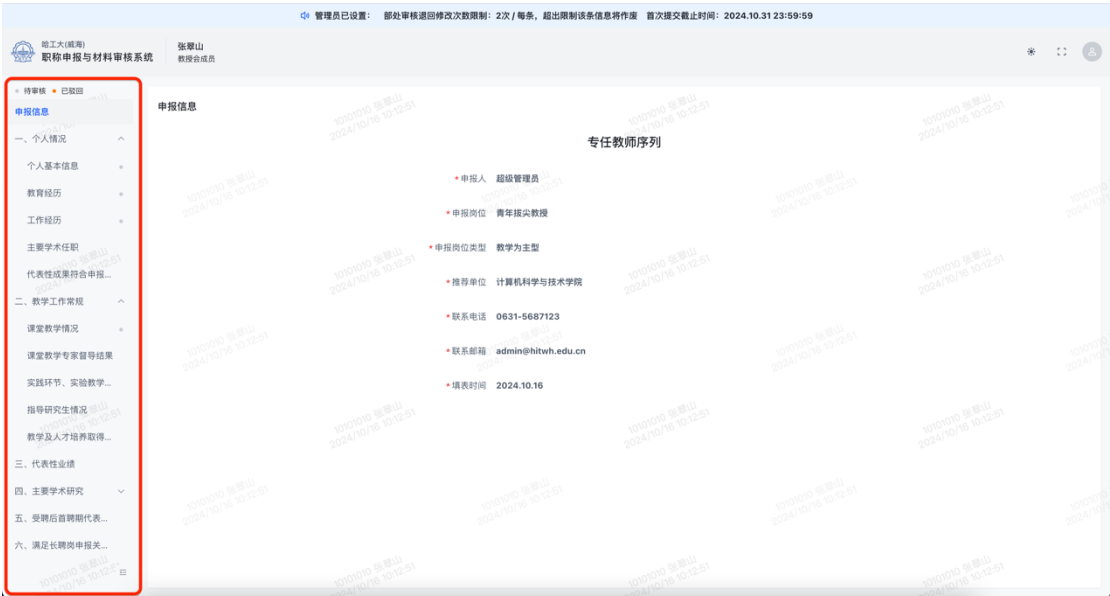 管理员已设置： 部处审核退回修改次数限制：2次 / 每条，超出限制该条信息将作废 首次提交截止时间：2024.10.31 23:59:59
哈工大(威海)
职称申报与材料审核系统
张翠山
教授会成员
待审核 已驳回
申报信息
一、个人情况
个人基本信息
教育经历
工作经历
主要学术任职
代表性成果符合申报...
二、教学工作常规
课堂教学情况
课堂教学专家督导结果
实践环节、实验教学...
指导研究生情况
教学及人才培养取得...
三、代表性业绩
四、主要学术研究
五、受聘后首聘期代表...
六、满足长聘岗申报关...
申报信息
专任教师序列
*申报人 超级管理员
*申报岗位 青年拔尖教授
*申报岗位类型 教学为主型
*推荐单位 计算机科学与技术学院
*联系电话 0631-5687123
*联系邮箱 admin@hitwh.edu.cn
*填表时间 2024.10.16
10101010 张翠山
2024/10/16 10:12:51